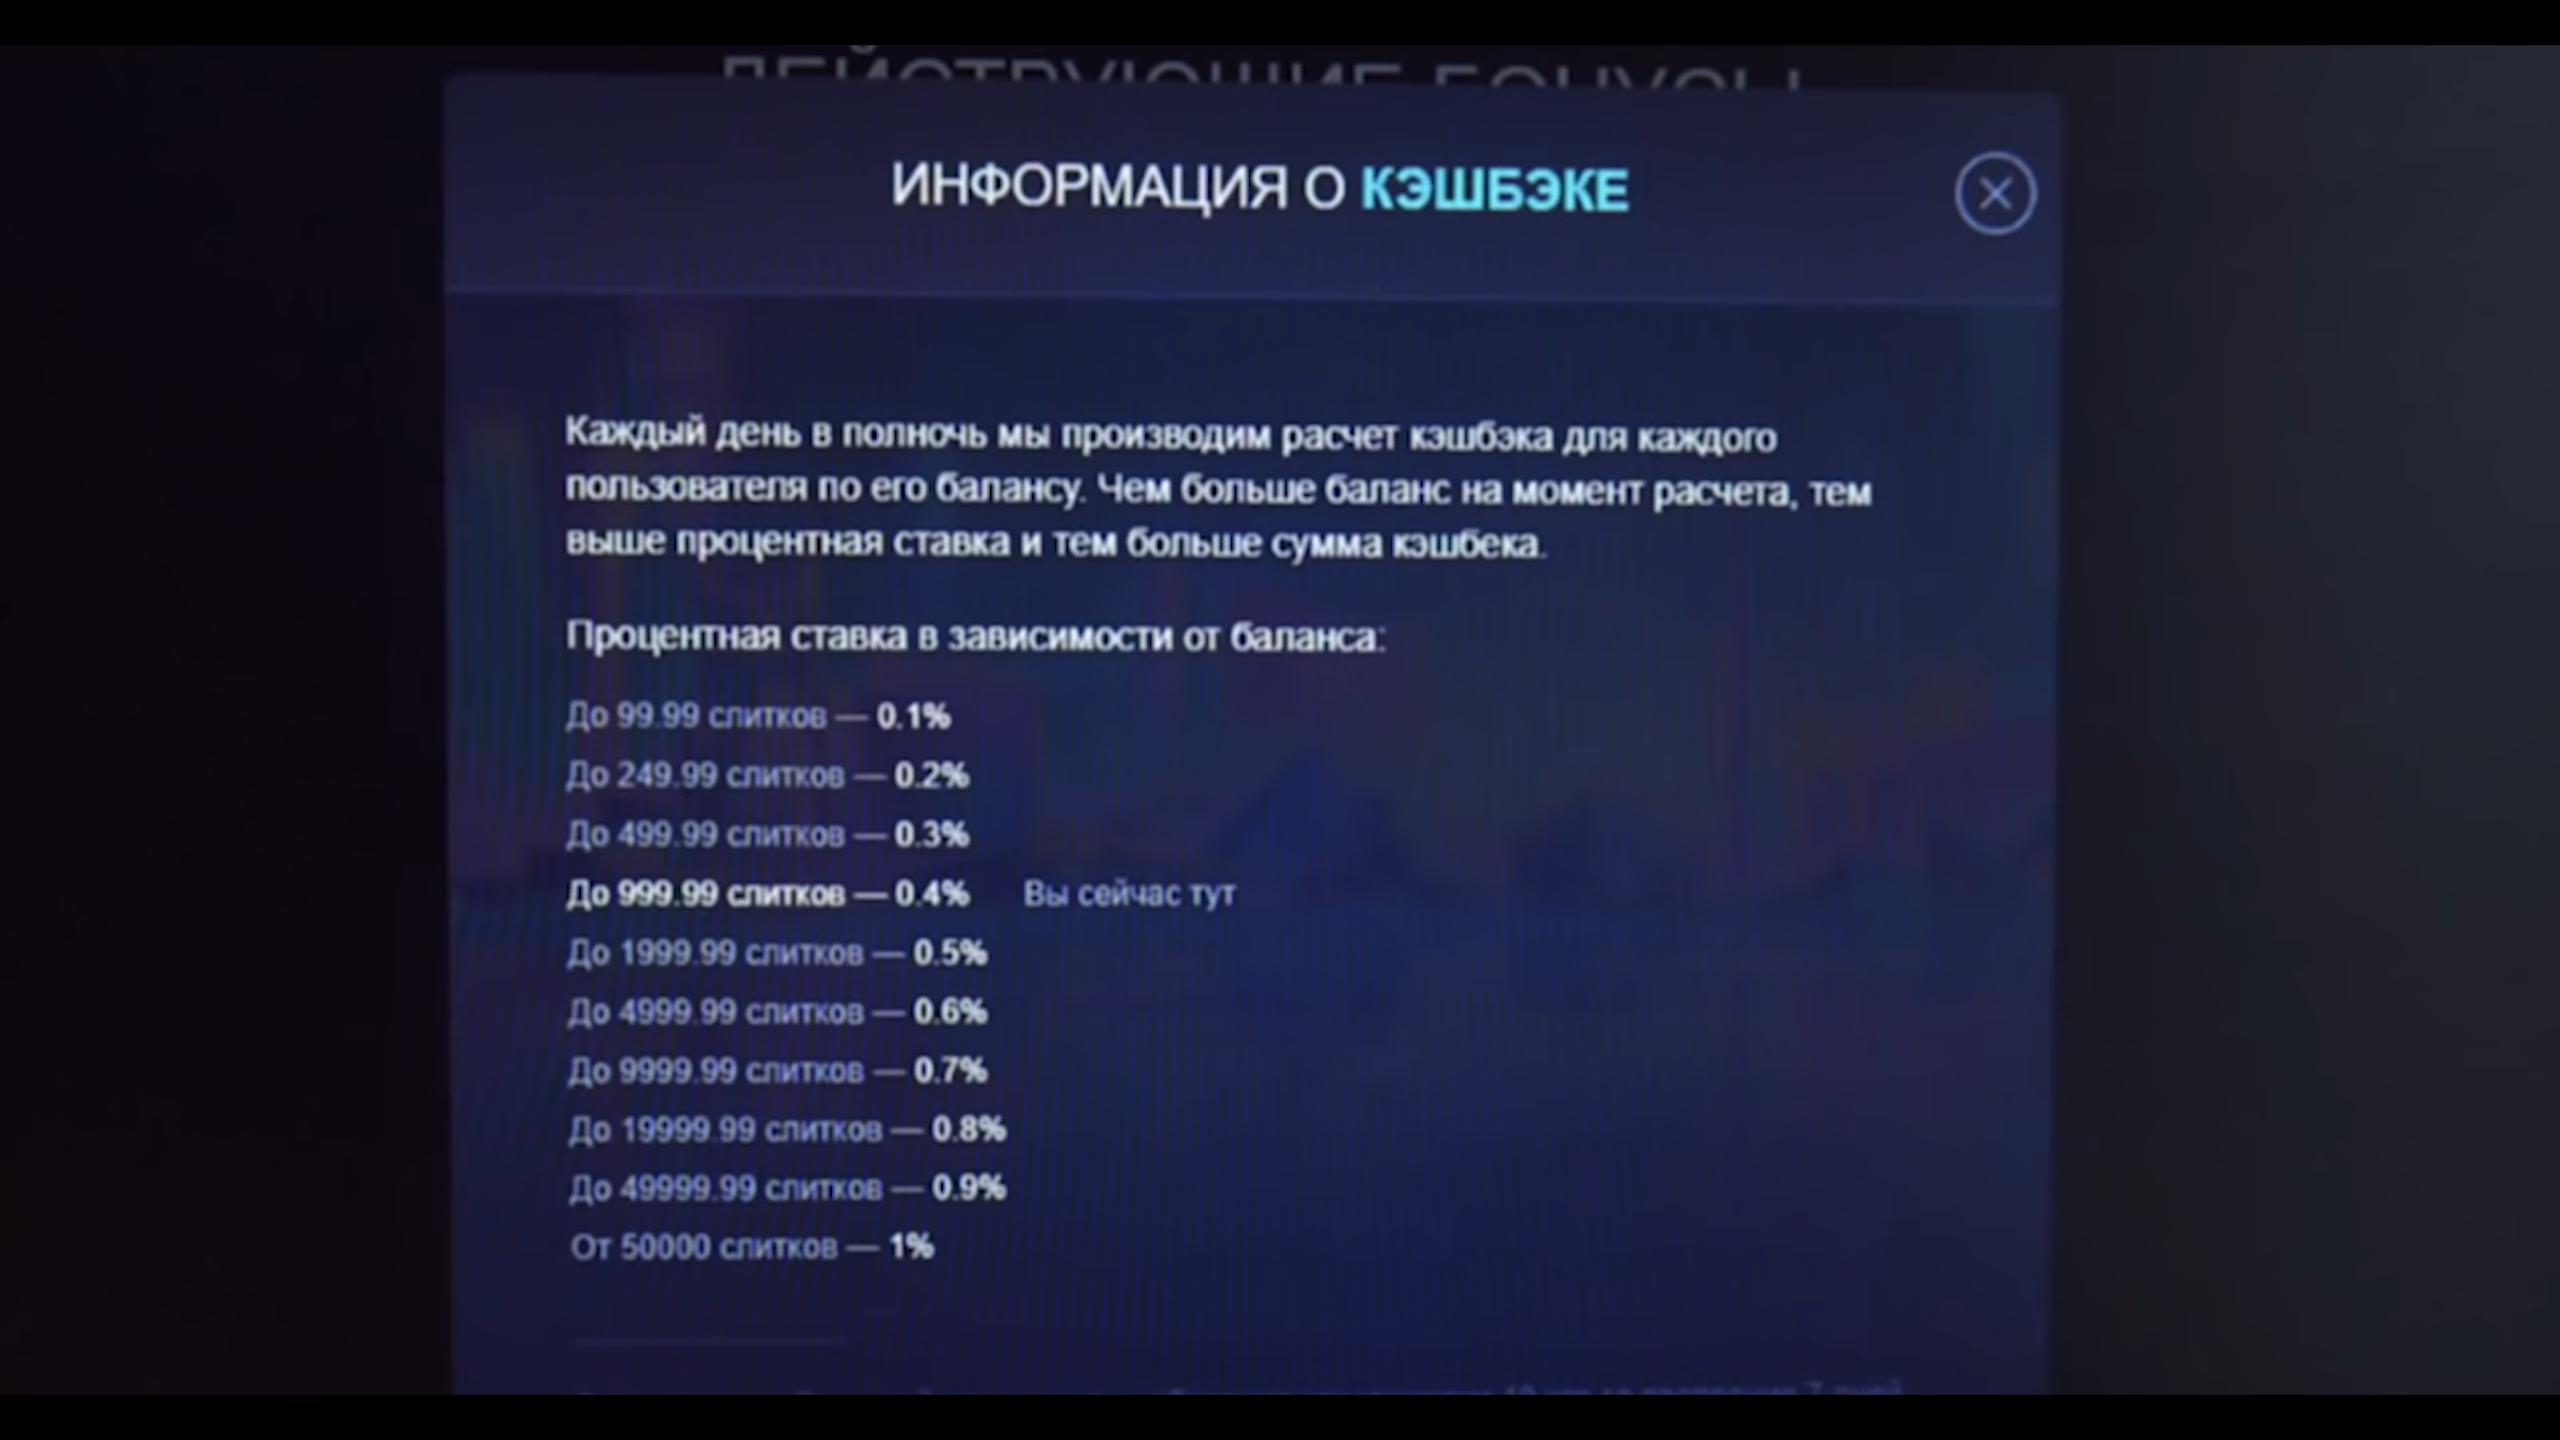 ДЕЙСТВУЮЩИЕ БОНУСЫ
ИНФОРМАЦИЯ О КЭШБЭКЕ
Каждый день в полночь мы производим расчет кэшбэка для каждого
пользователя по его балансу. Чем больше баланс на момент расчета, тем
выше процентная ставка и тем больше сумма кэшбека.
Процентная ставка в зависимости от баланса:
До 99.99 слитков — 0.1%
До 249.99 слитков — 0.2%
До 499.99 слитков — 0.3%
До 999.99 слитков — 0.4% Вы сейчас тут
До 1999.99 слитков — 0.5%
До 4999.99 слитков — 0.6%
До 9999.99 слитков — 0.7%
До 19999.99 слитков — 0.8%
До 49999.99 слитков — 0.9%
От 50000 слитков — 1%